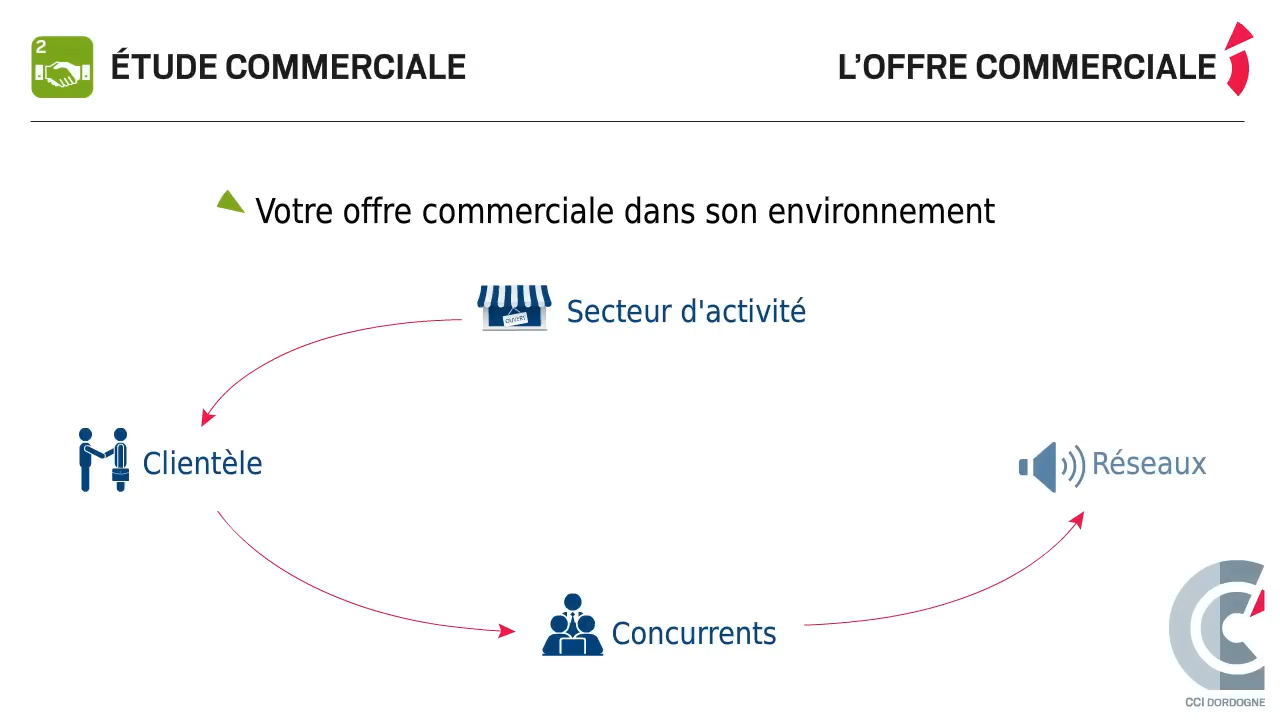 2
ÉTUDE COMMERCIALE
L’OFFRE COMMERCIALE
Votre offre commerciale dans son environnement
OUVERT
Secteur d'activité
Clientèle
Réseaux
Concurrents
CCI DORDOGNE